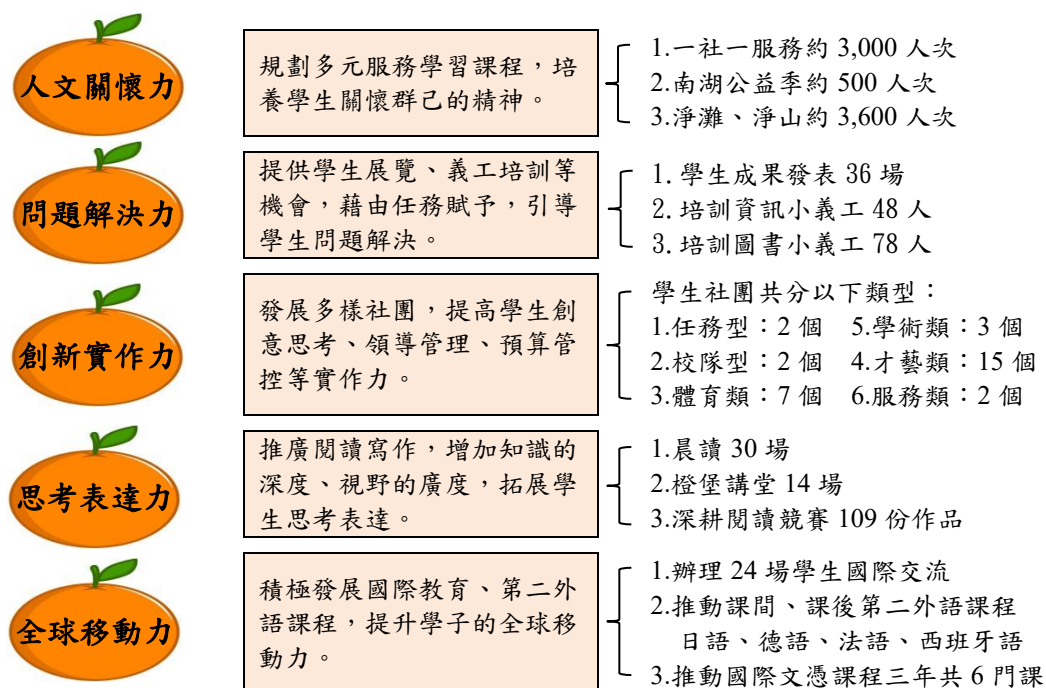 人文關懷力
規劃多元服務學習課程，培
養學生關懷群己的精神。
1.一社一服務約 3,000 人次
2.南湖公益季約 500 人次
3.淨灘、淨山約 3,600 人次
問題解決力
提供學生展覽、義工培訓等
機會，藉由任務賦予，引導
學生問題解決。
1.學生成果發表 36 場
2.培訓資訊小義工 48 人
3.培訓圖書小義工 78 人
創新實作力
發展多樣社團，提高學生創
意思考、領導管理、預算管
控等實作力。
學生社團共分以下類型：
1.任務型：2 個 5.學術類：3 個
2.校隊型：2 個 4.才藝類：15 個
3.體育類：7 個 6.服務類：2 個
思考表達力
推廣閱讀寫作，增加知識的
深度、視野的廣度，拓展學
生思考表達。
1.晨讀 30 場
2.橙堡講堂 14 場
3.深耕閱讀競賽 109 份作品
全球移動力
積極發展國際教育、第二外
語課程，提升學子的全球移
動力。
1.辦理 24 場學生國際交流
2.推動課間、課後第二外語課程
日語、德語、法語、西班牙語
3.推動國際文憑課程三年共 6 門課